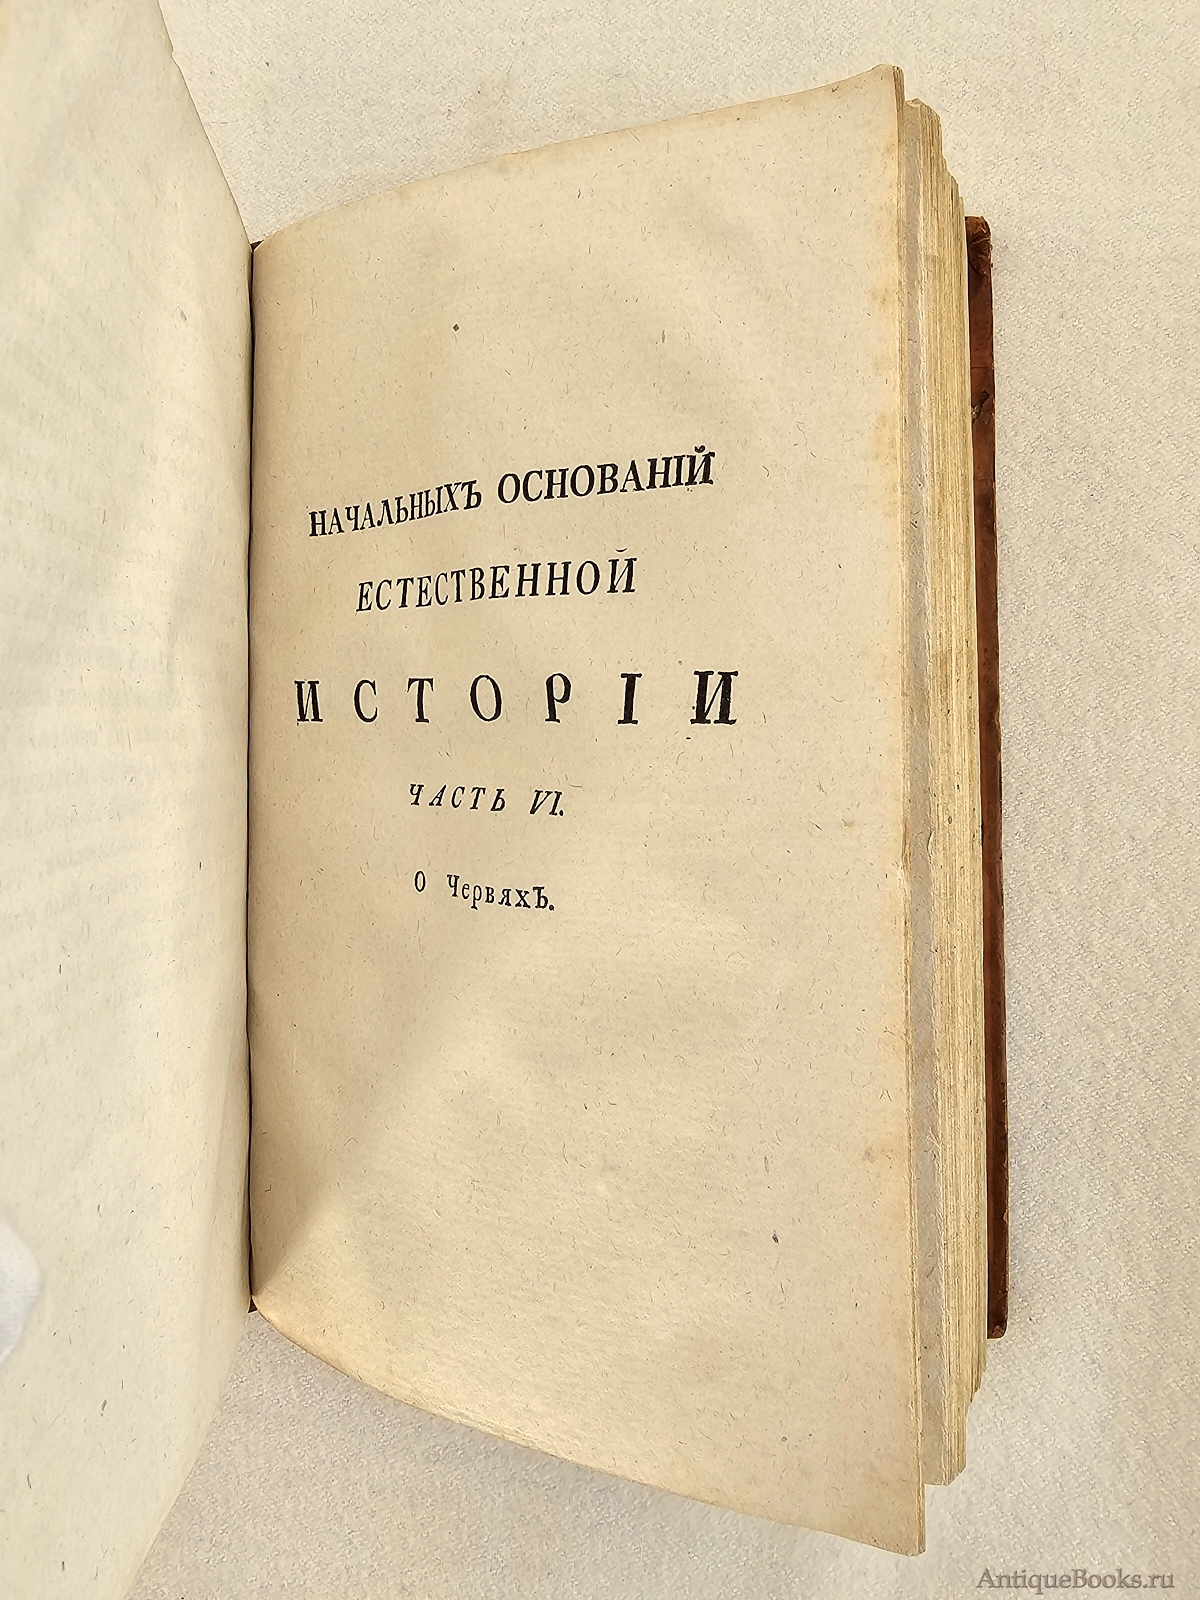 НАЧАЛЬНЫХЪ ОСНОВАНІЙ
ЕСТЕСТВЕННОЙ
ИСТОРІИ
ЧАСТЬ VI.
О ЧервяхЪ.
AntiqueBooks.ru